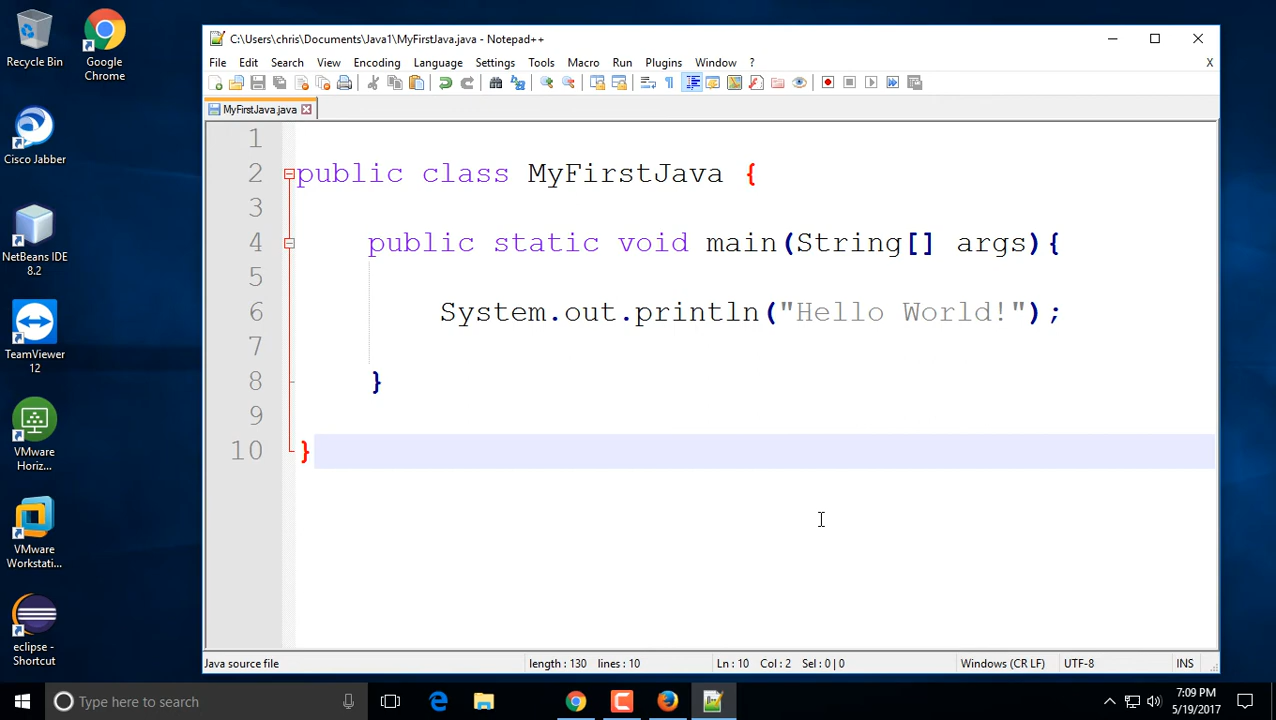 Recycle Bin
Google
Chrome
Cisco Jabber
NetBeans IDE
8.2
TeamViewer
12
VMware
Horiz...
VMware
Workstati...
eclipse -
Shortcut
C:\Users\chris\Documents\Java1\MyFirstJava.java - Notepad++
File Edit Search View Encoding Language Settings Tools Macro Run Plugins Window ? X
MyFirstJava.java
1
2 public class MyFirstJava {
3
4 public static void main(String[] args){
5
6 System.out.println("Hello World!");
7
8 }
9
10 }
Java source file length : 130 lines : 10 Ln : 10 Col : 2 Sel : 0 | 0 Windows (CR LF) UTF-8 INS
Type here to search
7:09 PM
5/19/2017